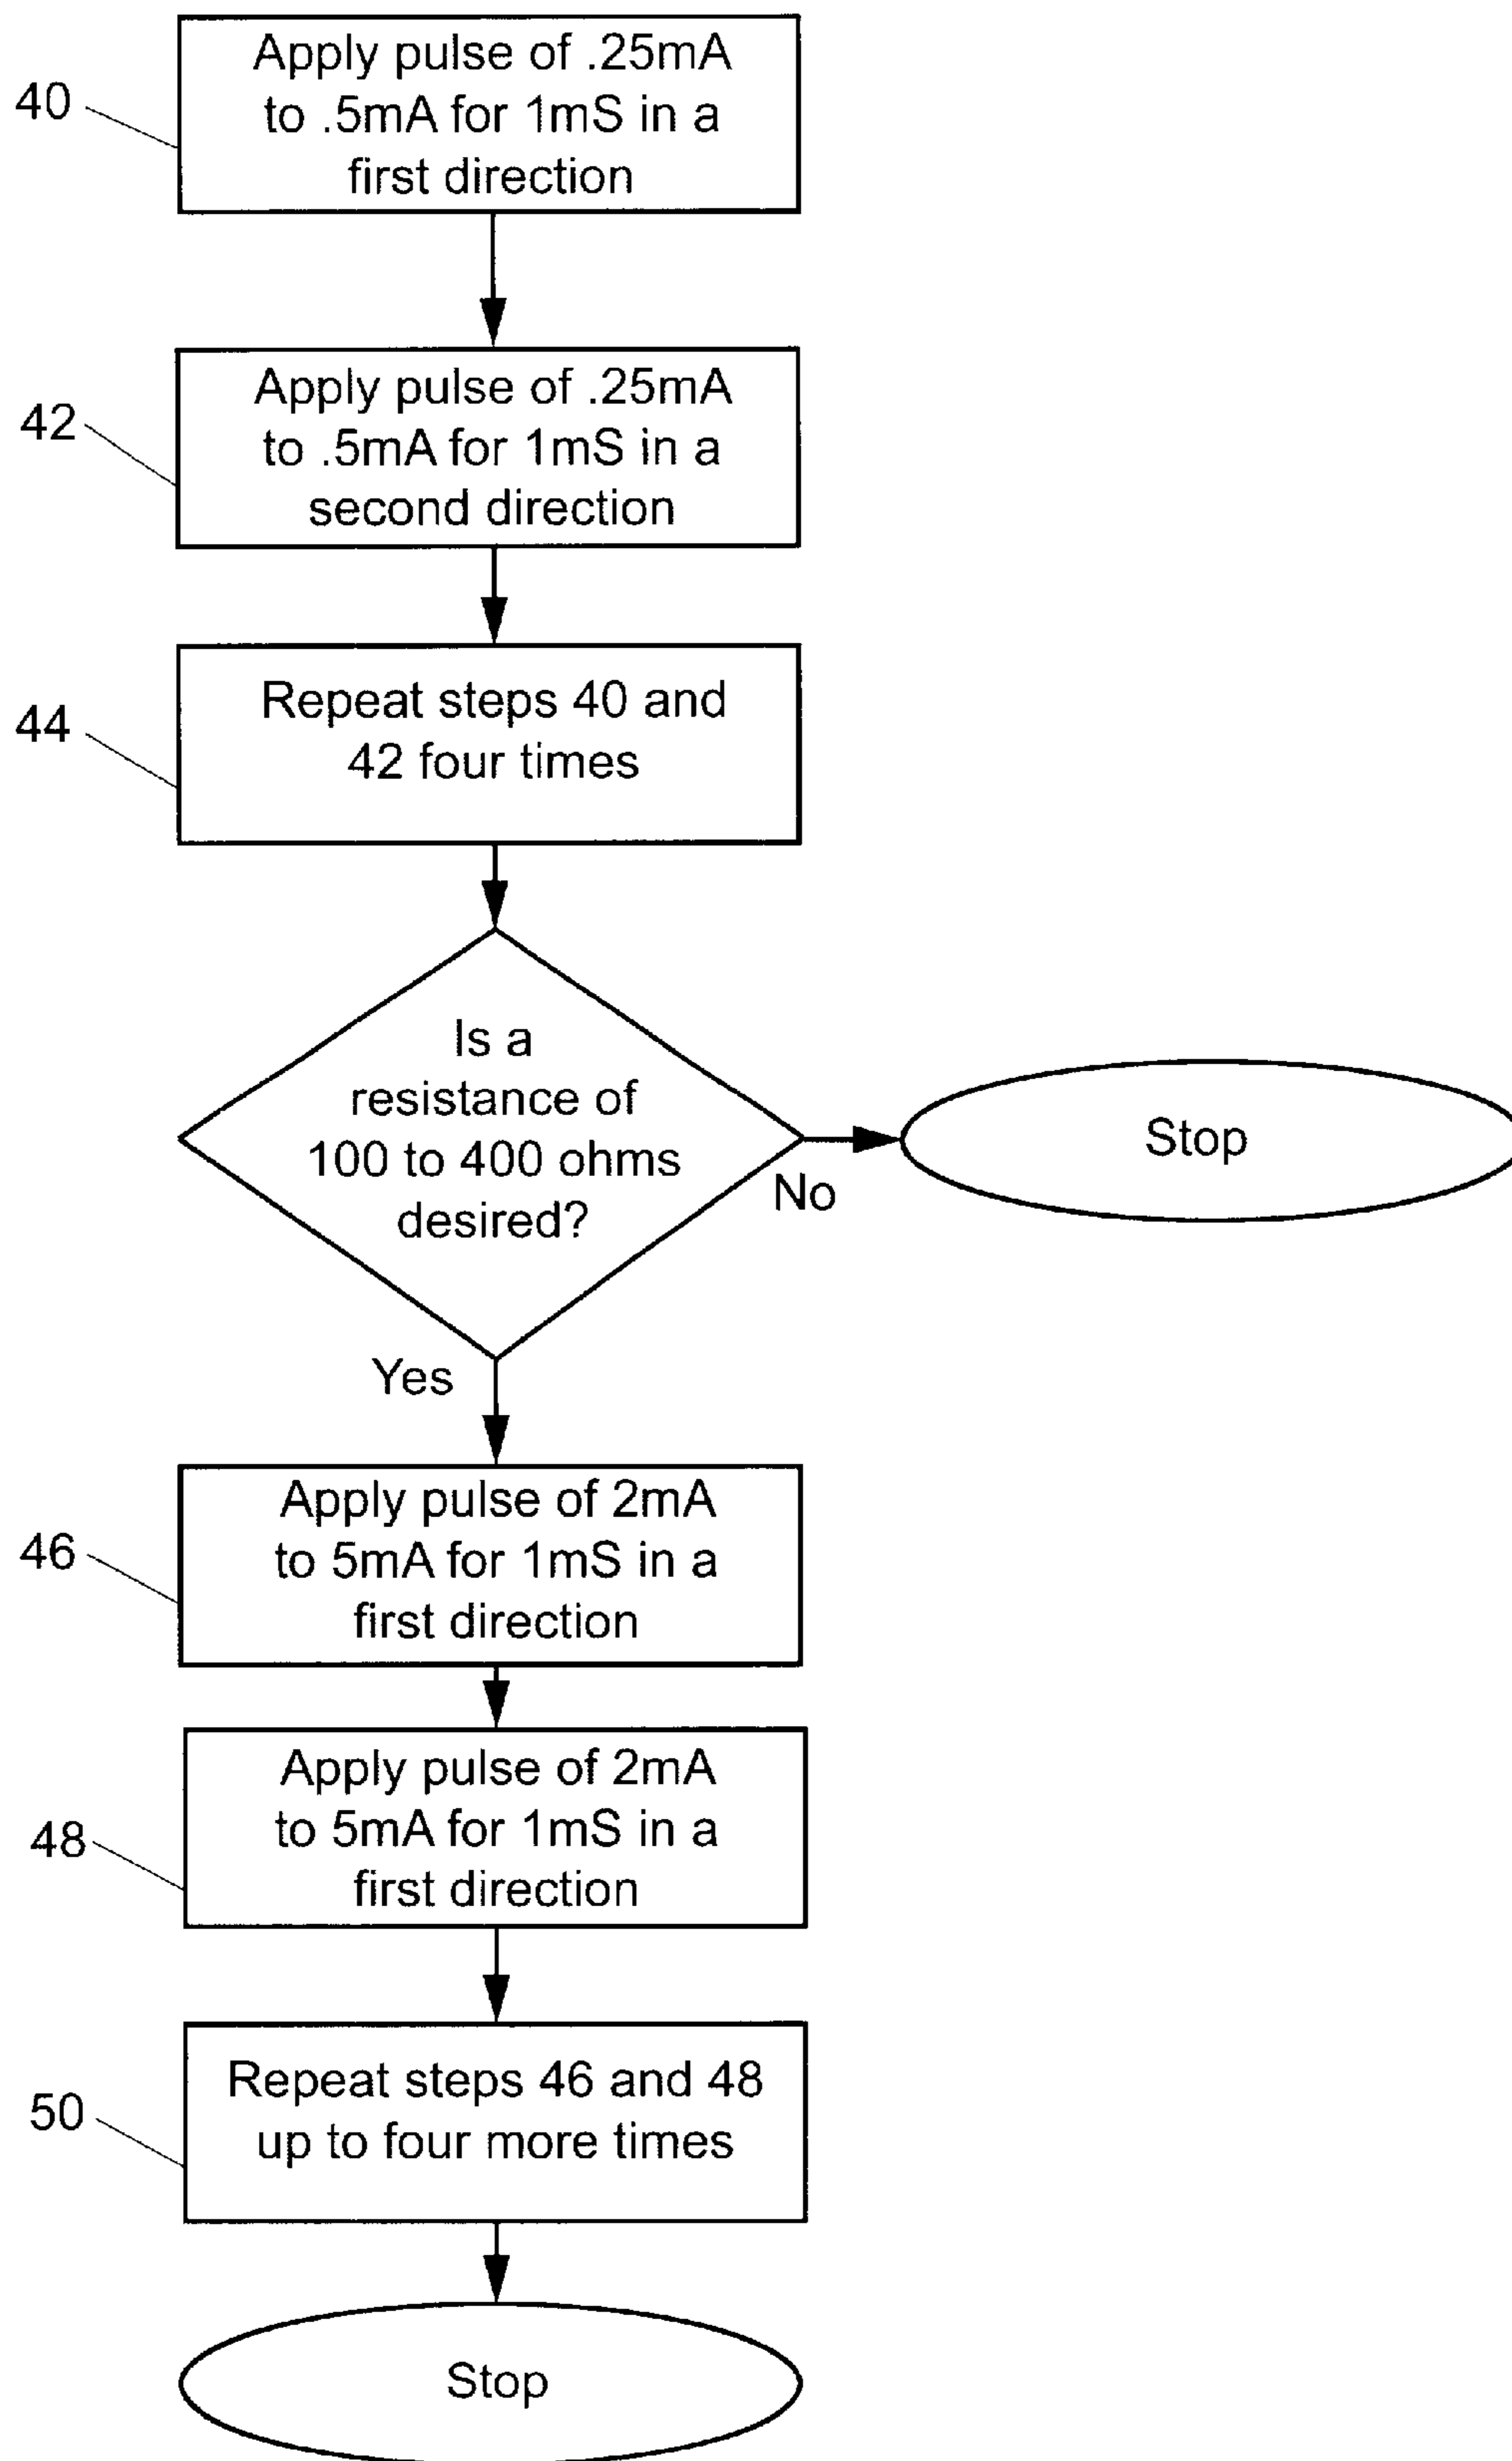 Apply pulse of .25mA
to .5mA for 1mS in a
first direction
40
Apply pulse of .25mA
to .5mA for 1mS in a
second direction
42
Repeat steps 40 and
42 four times
44
Is a
resistance of
100 to 400 ohms
desired?
No
Stop
Yes
Apply pulse of 2mA
to 5mA for 1mS in a
first direction
46
Apply pulse of 2mA
to 5mA for 1mS in a
first direction
48
Repeat steps 46 and 48
up to four more times
50
Stop